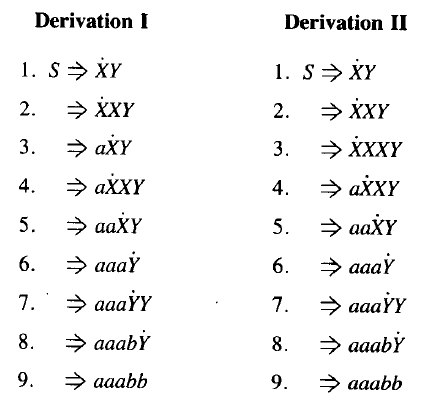 Derivation I
1. S ⇒ ẊY
2. ⇒ ẊXY
3. ⇒ aẊY
4. ⇒ aẊXY
5. ⇒ aaẊY
6. ⇒ aaaẎ
7. ⇒ aaaẎY
8. ⇒ aaabẎ
9. ⇒ aaabb
Derivation II
1. S ⇒ ẊY
2. ⇒ ẊXY
3. ⇒ ẊXXY
4. ⇒ aẊXY
5. ⇒ aaẊY
6. ⇒ aaaẎ
7. ⇒ aaaẎY
8. ⇒ aaabẎ
9. ⇒ aaabb